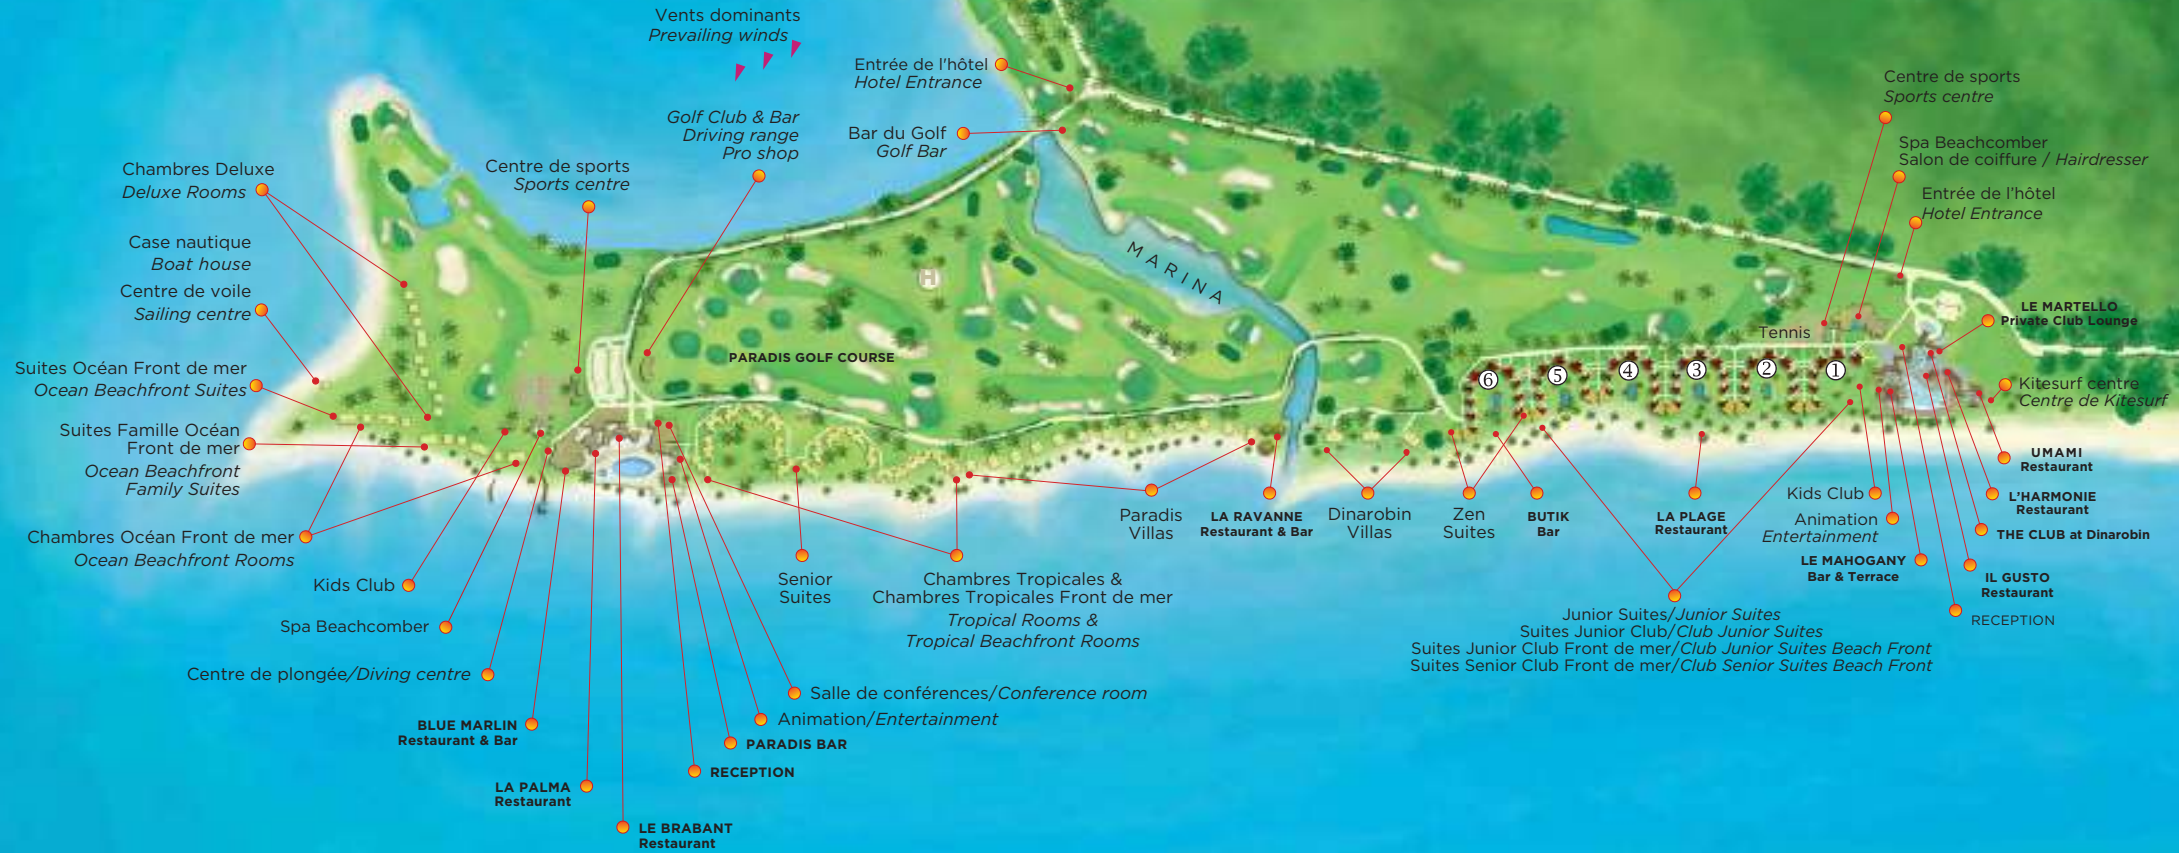 Vents dominants
Prevailing winds
Entrée de l'hôtel
Hotel Entrance
Golf Club & Bar
Driving range
Pro shop
Bar du Golf
Golf Bar
Centre de sports
Sports centre
Chambres Deluxe
Deluxe Rooms
Case nautique
Boat house
Centre de voile
Sailing centre
Suites Océan Front de mer
Ocean Beachfront Suites
Suites Famille Océan
Front de mer
Ocean Beachfront
Family Suites
Chambres Océan Front de mer
Ocean Beachfront Rooms
Kids Club
Spa Beachcomber
Centre de plongée/Diving centre
BLUE MARLIN
Restaurant & Bar
LA PALMA
Restaurant
LE BRABANT
Restaurant
RECEPTION
PARADIS BAR
Animation/Entertainment
Salle de conférences/Conference room
Senior
Suites
Chambres Tropicales &
Chambres Tropicales Front de mer
Tropical Rooms &
Tropical Beachfront Rooms
H
PARADIS GOLF COURSE
MARINA
Paradis
Villas
LA RAVANNE
Restaurant & Bar
Dinarobin
Villas
Zen
Suites
BUTIK
Bar
LA PLAGE
Restaurant
Junior Suites/Junior Suites
Suites Junior Club/Club Junior Suites
Suites Junior Club Front de mer/Club Junior Suites Beach Front
Suites Senior Club Front de mer/Club Senior Suites Beach Front
6
5
4
3
2
1
Tennis
Centre de sports
Sports centre
Spa Beachcomber
Salon de coiffure / Hairdresser
Entrée de l'hôtel
Hotel Entrance
LE MARTELLO
Private Club Lounge
Kitesurf centre
Centre de Kitesurf
UMAMI
Restaurant
L'HARMONIE
Restaurant
THE CLUB at Dinarobin
IL GUSTO
Restaurant
RECEPTION
Kids Club
Animation
Entertainment
LE MAHOGANY
Bar & Terrace